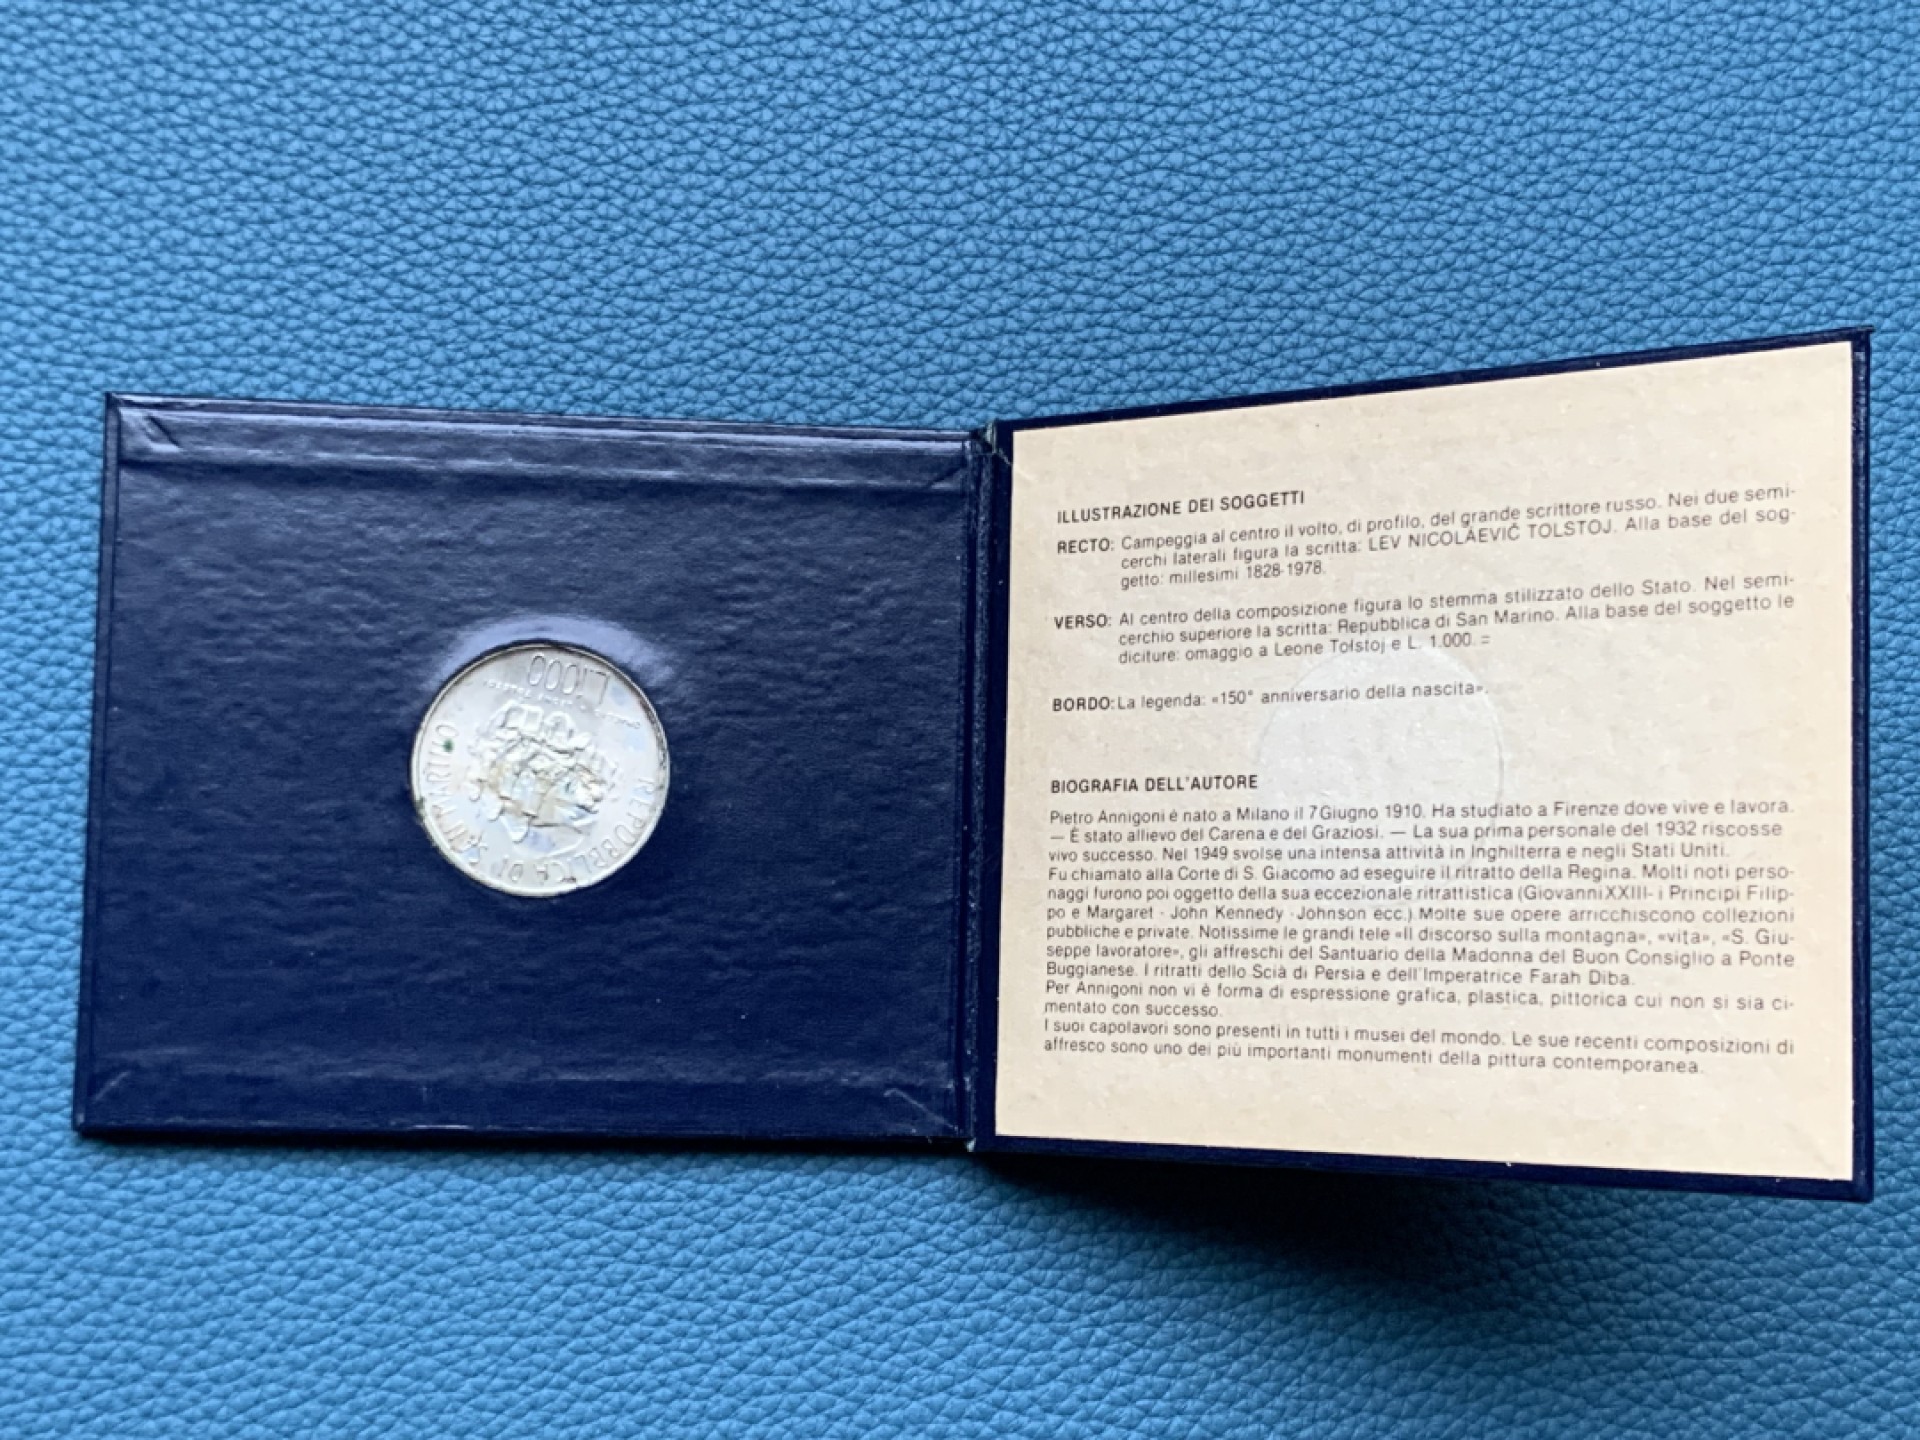 L.1000
REPUBBLICA DI SAN MARINO
ILLUSTRAZIONE DEI SOGGETTI
RECTO: Campeggia al centro il volto, di profilo, del grande scrittore russo. Nei due semi-
cerchi laterali figura la scritta: LEV NICOLÁEVIČ TOLSTOJ. Alla base del sog-
getto: millesimi 1828-1978.
VERSO: Al centro della composizione figura lo stemma stilizzato dello Stato. Nel semi-
cerchio superiore la scritta: Repubblica di San Marino. Alla base del soggetto le
diciture: omaggio a Leone Tolstoj e L. 1.000. =
BORDO: La legenda: «150° anniversario della nascita».
BIOGRAFIA DELL'AUTORE
Pietro Annigoni è nato a Milano il 7 Giugno 1910. Ha studiato a Firenze dove vive e lavora.
— È stato allievo del Carena e del Graziosi. — La sua prima personale del 1932 riscosse
vivo successo. Nel 1949 svolse una intensa attività in Inghilterra e negli Stati Uniti.
Fu chiamato alla Corte di S. Giacomo ad eseguire il ritratto della Regina. Molti noti perso-
naggi furono poi oggetto della sua eccezionale ritrattistica (Giovanni XXIII- i Principi Filip-
po e Margaret - John Kennedy - Johnson ecc.) Molte sue opere arricchiscono collezioni
pubbliche e private. Notissime le grandi tele «Il discorso sulla montagna», «vita», «S. Giu-
seppe lavoratore», gli affreschi del Santuario della Madonna del Buon Consiglio a Ponte
Buggianese. I ritratti dello Scià di Persia e dell'Imperatrice Farah Diba.
Per Annigoni non vi è forma di espressione grafica, plastica, pittorica cui non si sia ci-
mentato con successo.
I suoi capolavori sono presenti in tutti i musei del mondo. Le sue recenti composizioni di
affresco sono uno dei più importanti monumenti della pittura contemporanea.